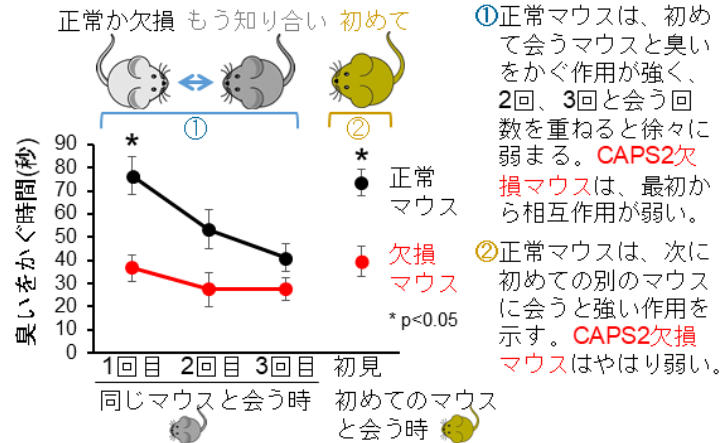 正常か欠損 もう知り合い 初めて
① ②
臭いをかぐ時間(秒)
90
80
70
60
50
40
30
20
10
0
*
*
正常
マウス
欠損
マウス
* p<0.05
1回目 2回目 3回目 初見
同じマウスと会う時
初めてのマウス
と会う時
①正常マウスは、初め
て会うマウスと臭い
をかぐ作用が強く、
2回、3回と会う回
数を重ねると徐々に
弱まる。CAPS2欠
損マウスは、最初か
ら相互作用が弱い。
②正常マウスは、次に
初めての別のマウス
に会うと強い作用を
示す。CAPS2欠損
マウスはやはり弱い。